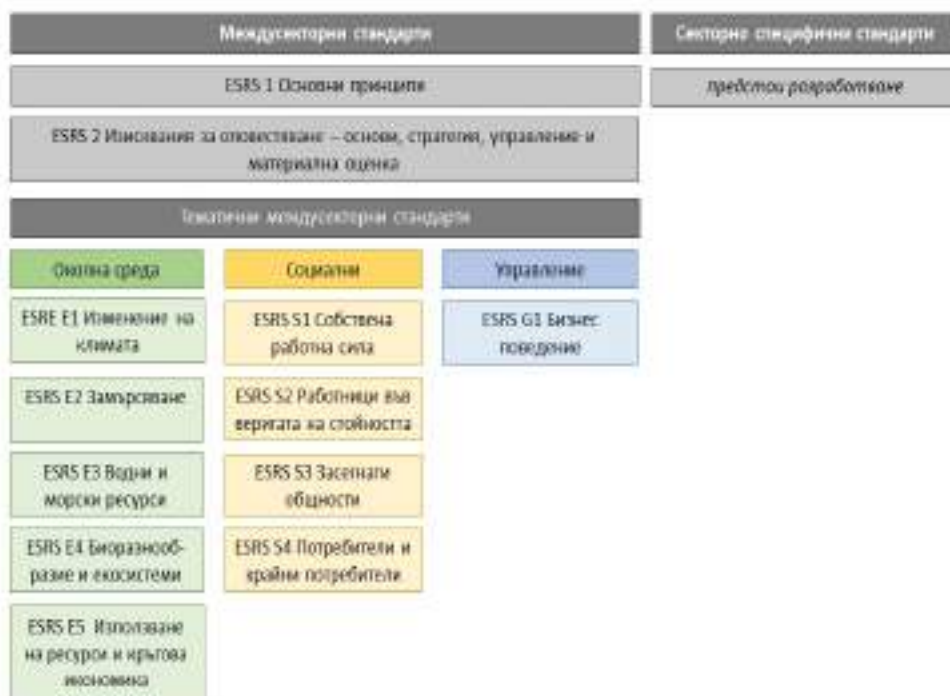 Междусекторни стандарти
Секторно специфични стандарти
ESRS 1 Основни принципи
предстои разработване
ESRS 2 Изисквания за оповестяване – основи, стратегия, управление и
материална оценка
Тематични междусекторни стандарти
Околна среда
Социални
Управление
ESRE E1 Изменение на
климата
ESRS S1 Собствена
работна сила
ESRS G1 Бизнес
поведение
ESRS E2 Замърсяване
ESRS S2 Работници във
веригата на стойността
ESRS E3 Водни и
морски ресурси
ESRS S3 Засегнати
общности
ESRS E4 Биоразнооб-
разие и екосистеми
ESRS S4 Потребители и
крайни потребители
ESRS E5 Използване
на ресурси и кръгова
икономика